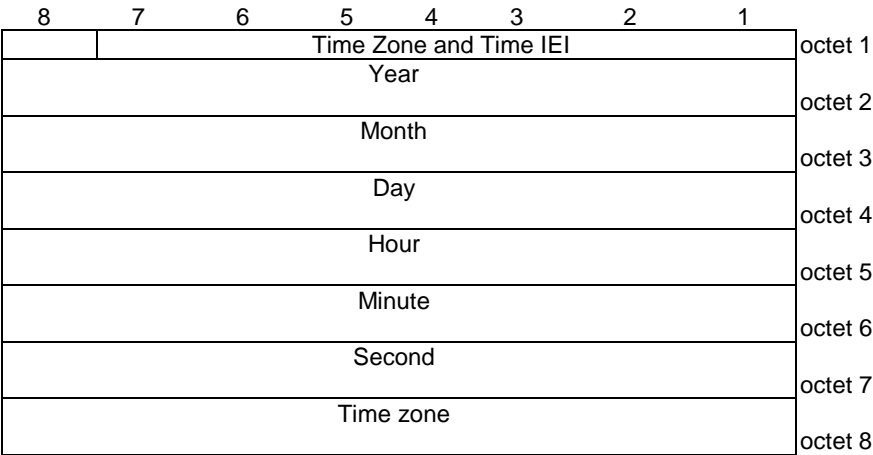 8 7 6 5 4 3 2 1
Time Zone and Time IEI octet 1
Year
octet 2
Month
octet 3
Day
octet 4
Hour
octet 5
Minute
octet 6
Second
octet 7
Time zone
octet 8